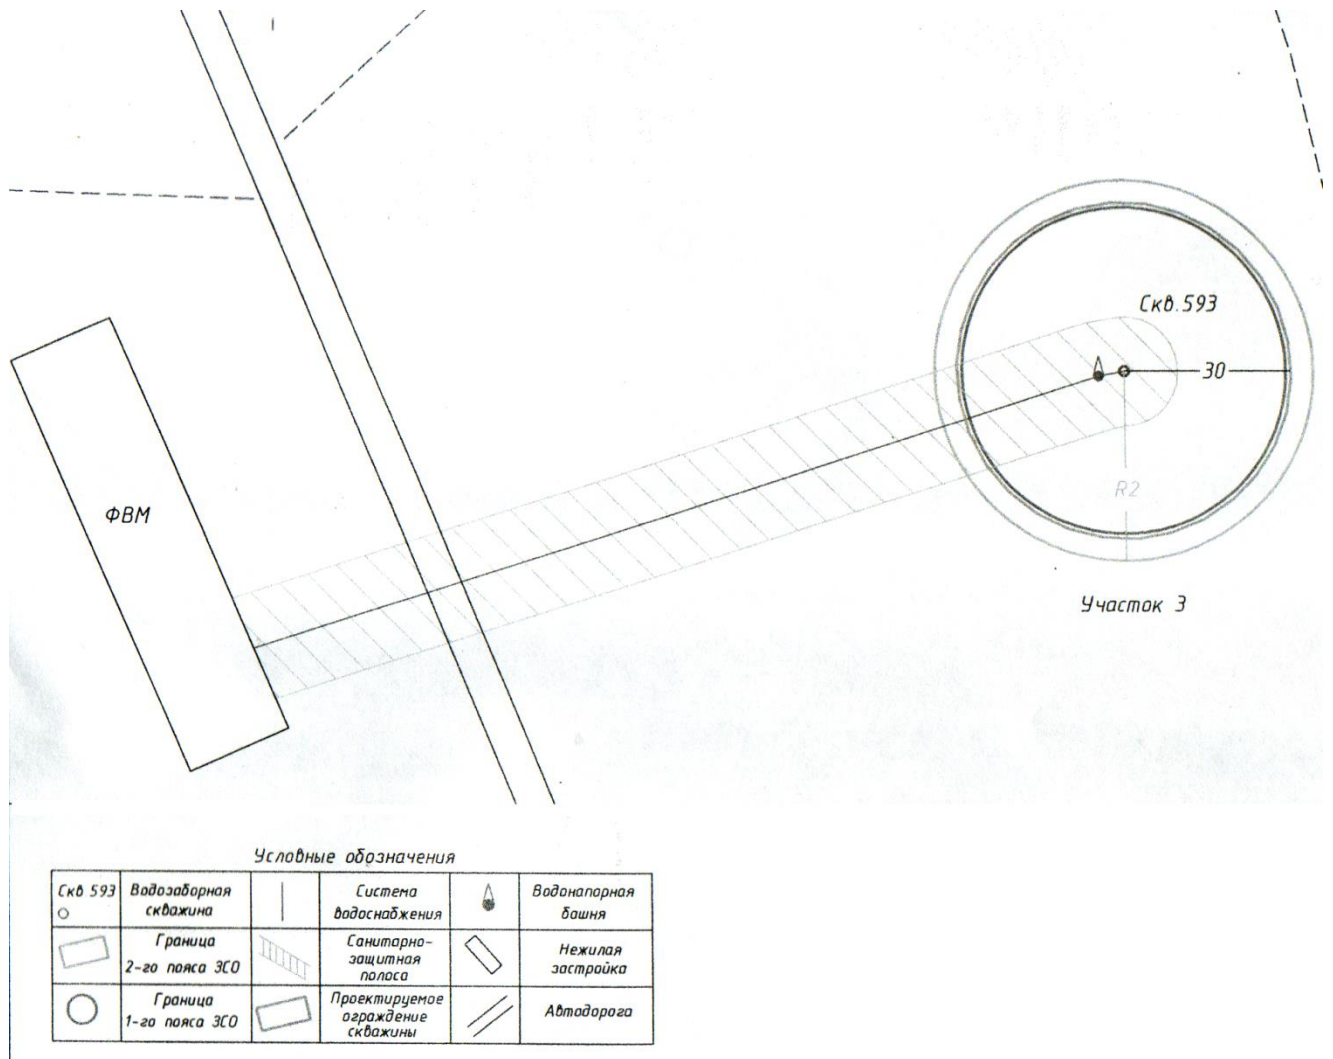 Скв.593
30
ФВМ
R2
Участок 3
Условные обозначения
Скв 593
Водозаборная
скважина
Система
водоснабжения
Водонапорная
башня
Граница
2-го пояса ЗСО
Санитарно-
защитная
полоса
Нежилая
застройка
Граница
1-го пояса ЗСО
Проектируемое
ограждение
скважины
Автодорога